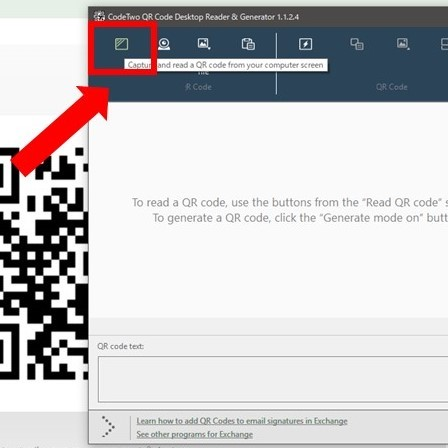 CodeTwo QR Code Desktop Reader & Generator 1.1.2.4
Capture and read a QR code from your computer screen
QR Code
To read a QR code, use the buttons from the "Read QR code"
To generate a QR code, click the "Generate mode on"
QR code text:
Learn how to add QR Codes to email signatures in Exchange
See other programs for Exchange